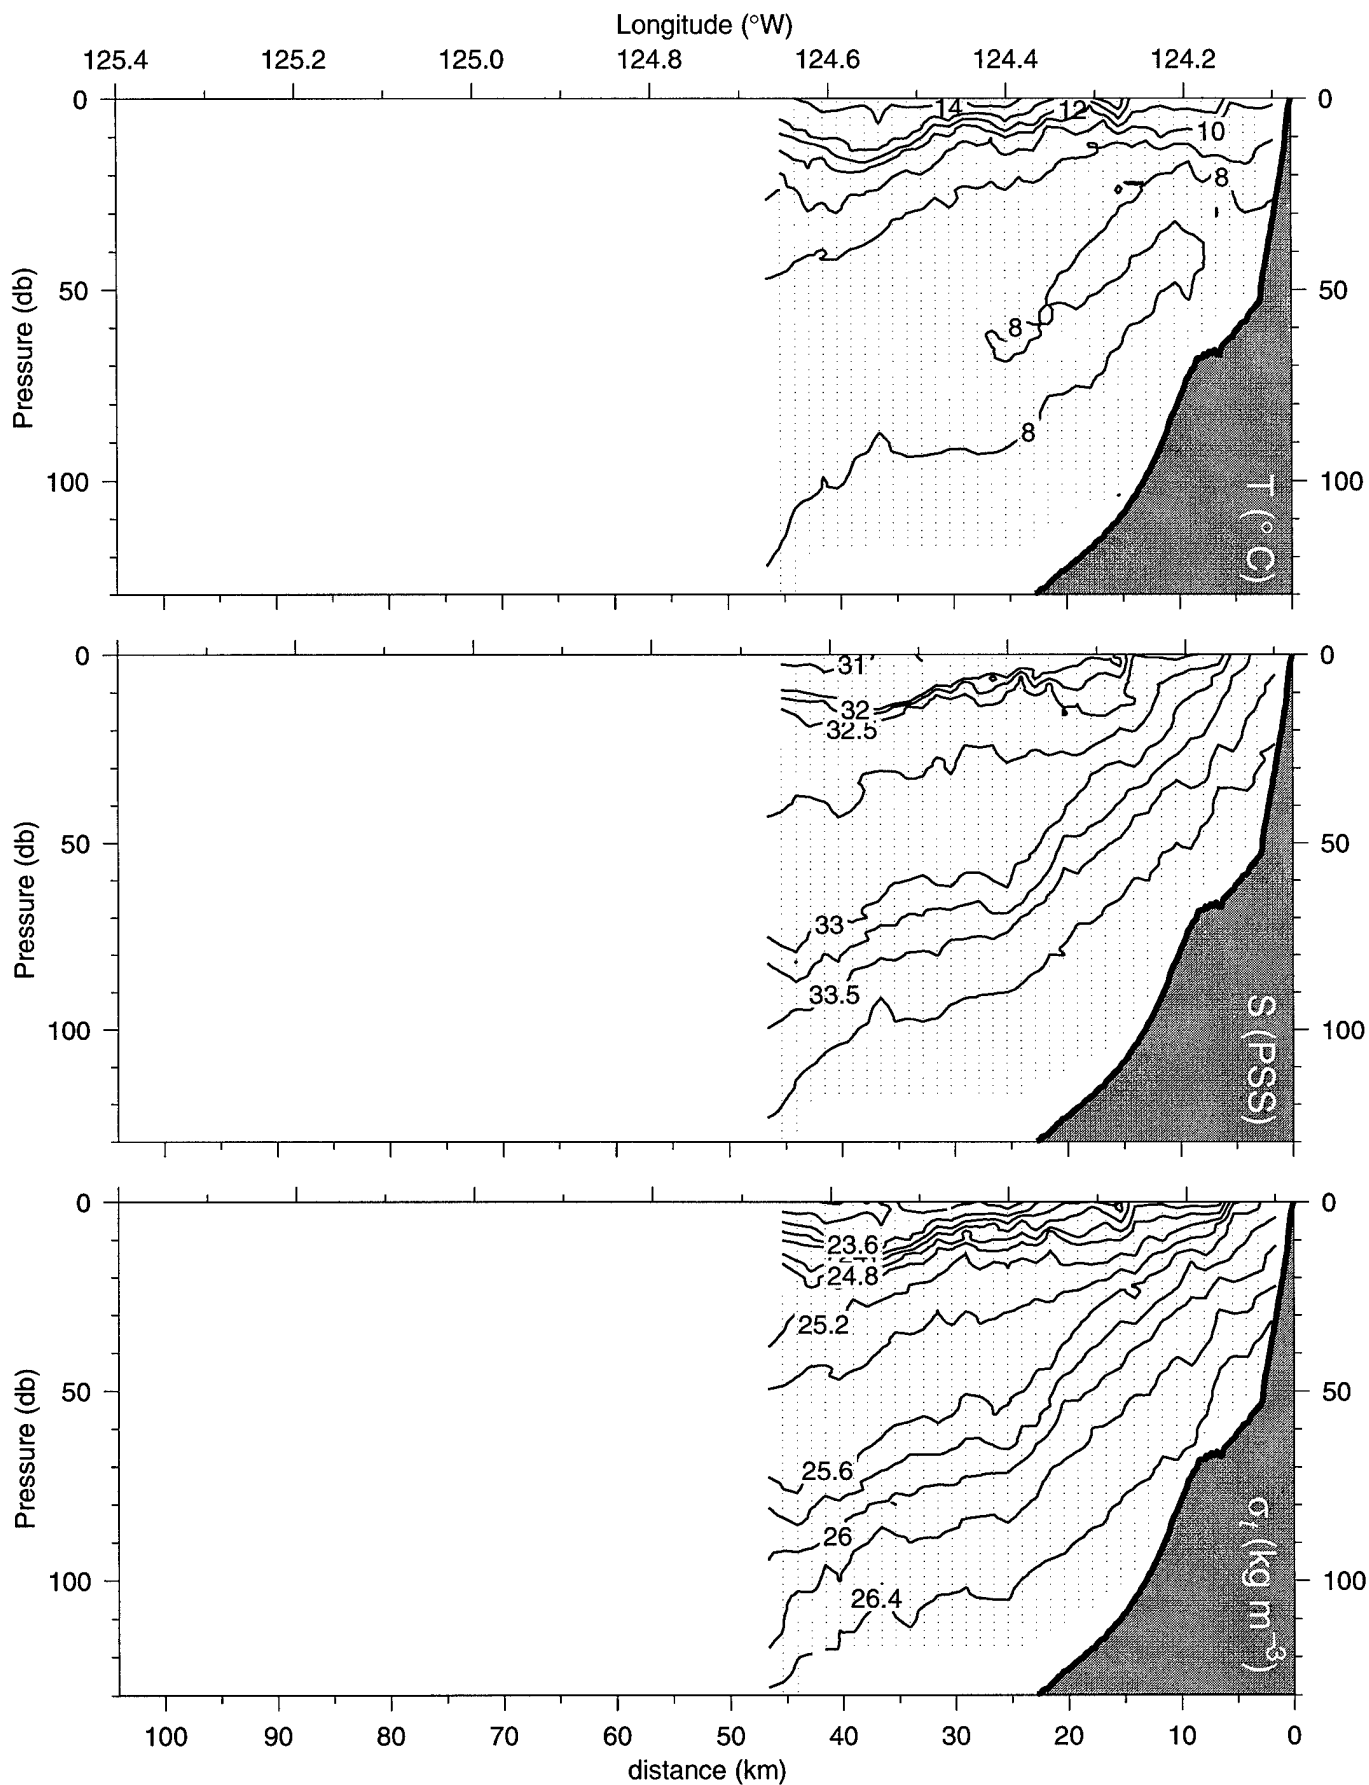 Longitude (°W)
125.4 125.2 125.0 124.8 124.6 124.4 124.2
0 14 12 0
10
8
50 50
8
8
100 100
Pressure (db)
T (° C)
0 31 0
32
32.5
50 50
33
33.5
100 100
Pressure (db)
S (PSS)
0 0
23.6
24.8
25.2
50 50
25.6
26
100 26.4 100
Pressure (db)
σt (kg m−3)
100 90 80 70 60 50 40 30 20 10 0
distance (km)